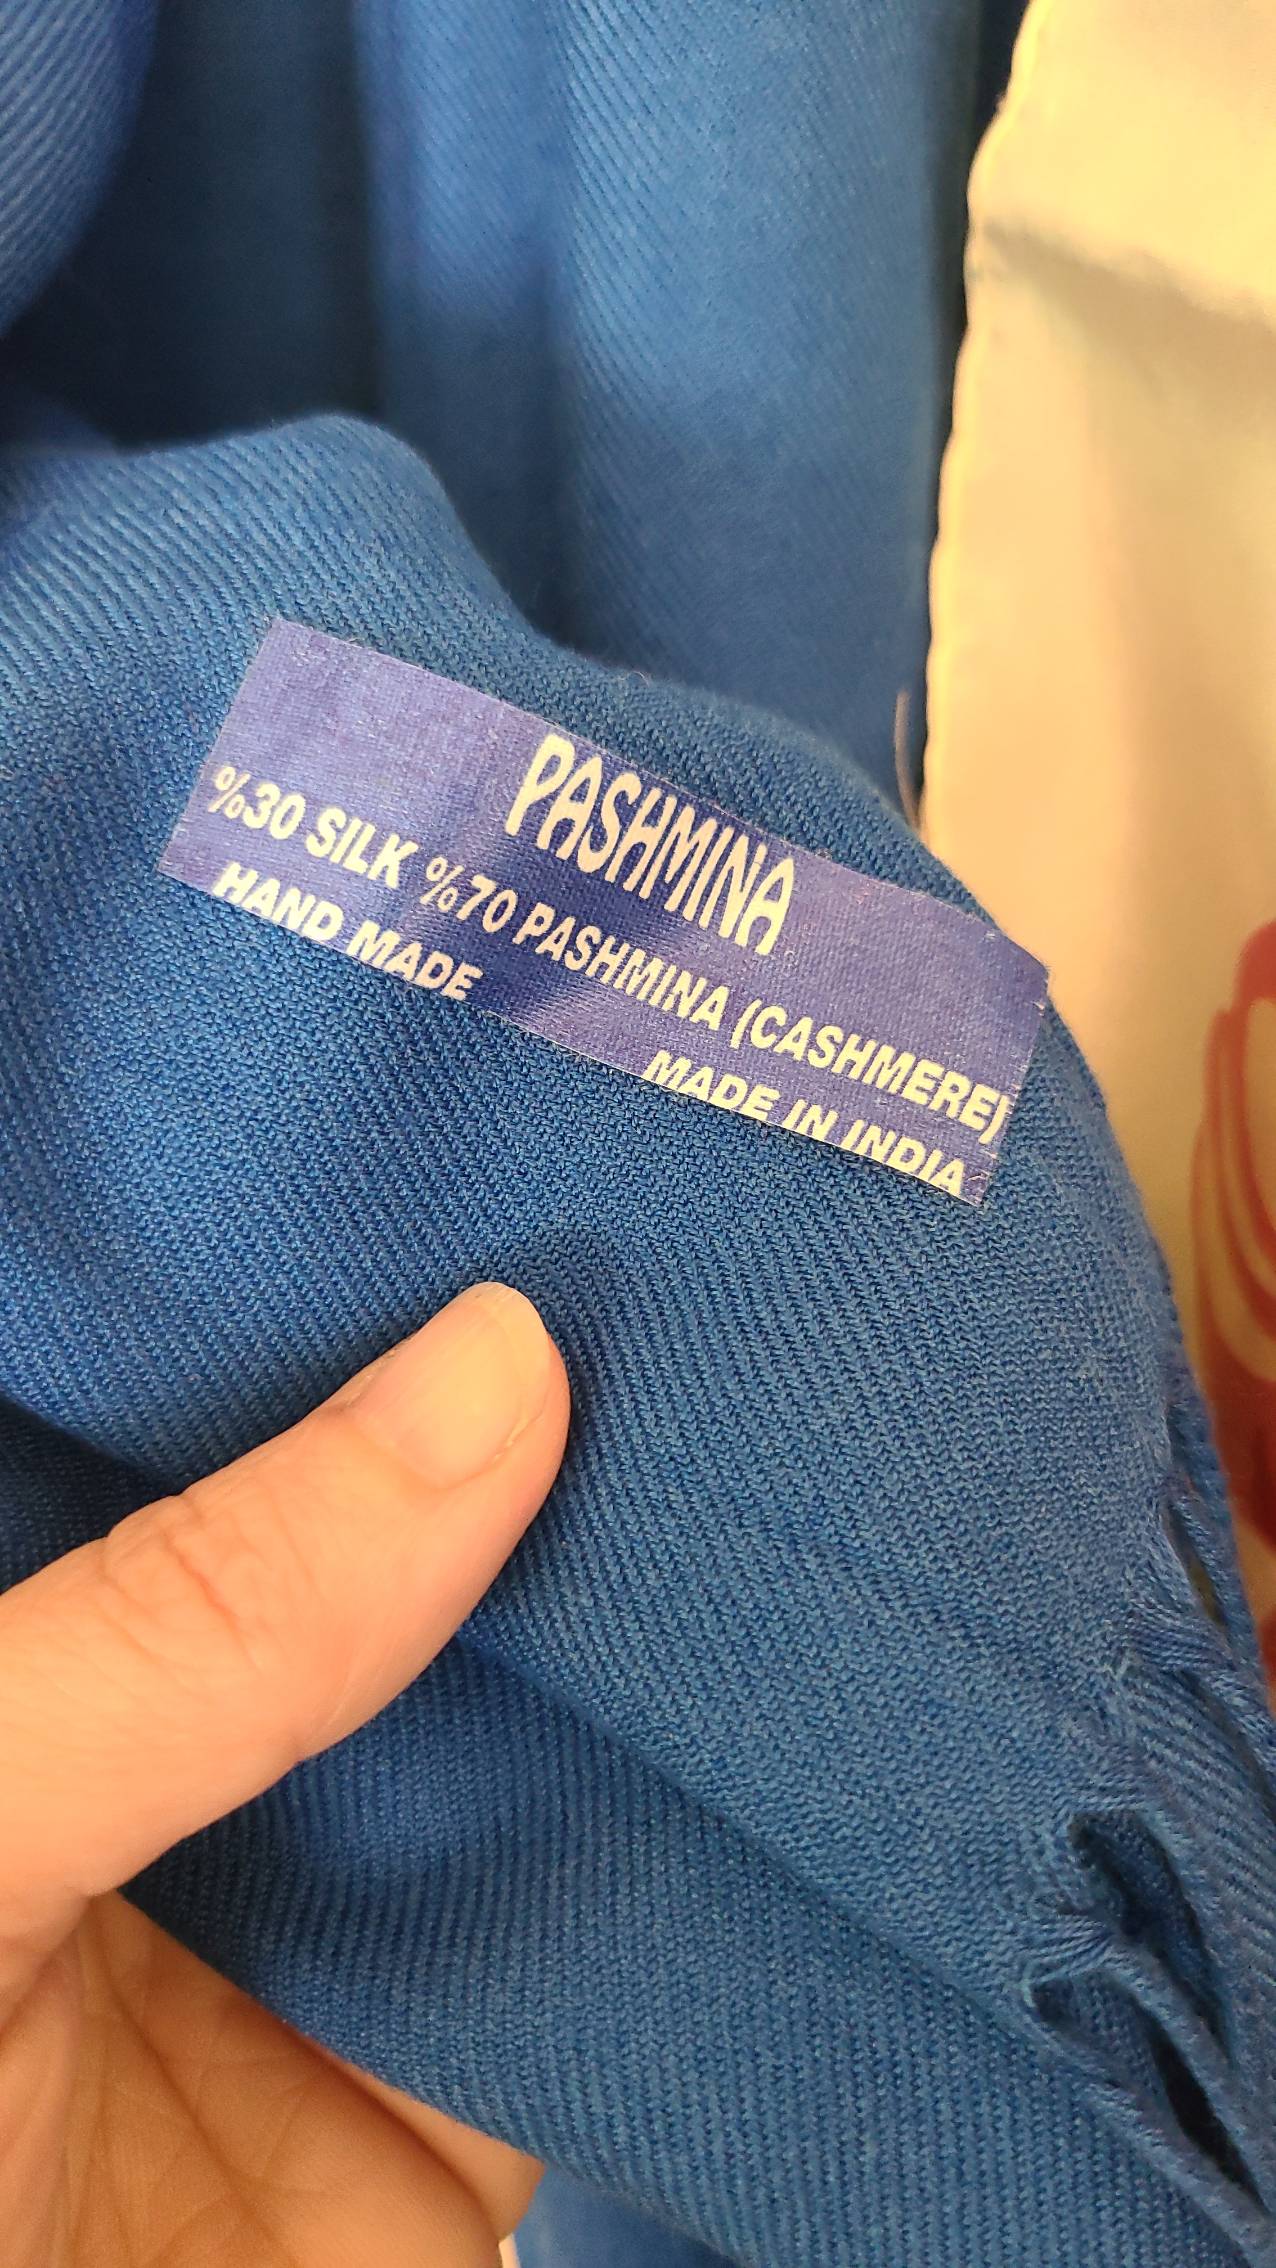 PASHMINA
%30 SILK %70 PASHMINA (CASHMERE)
HAND MADE
MADE IN INDIA